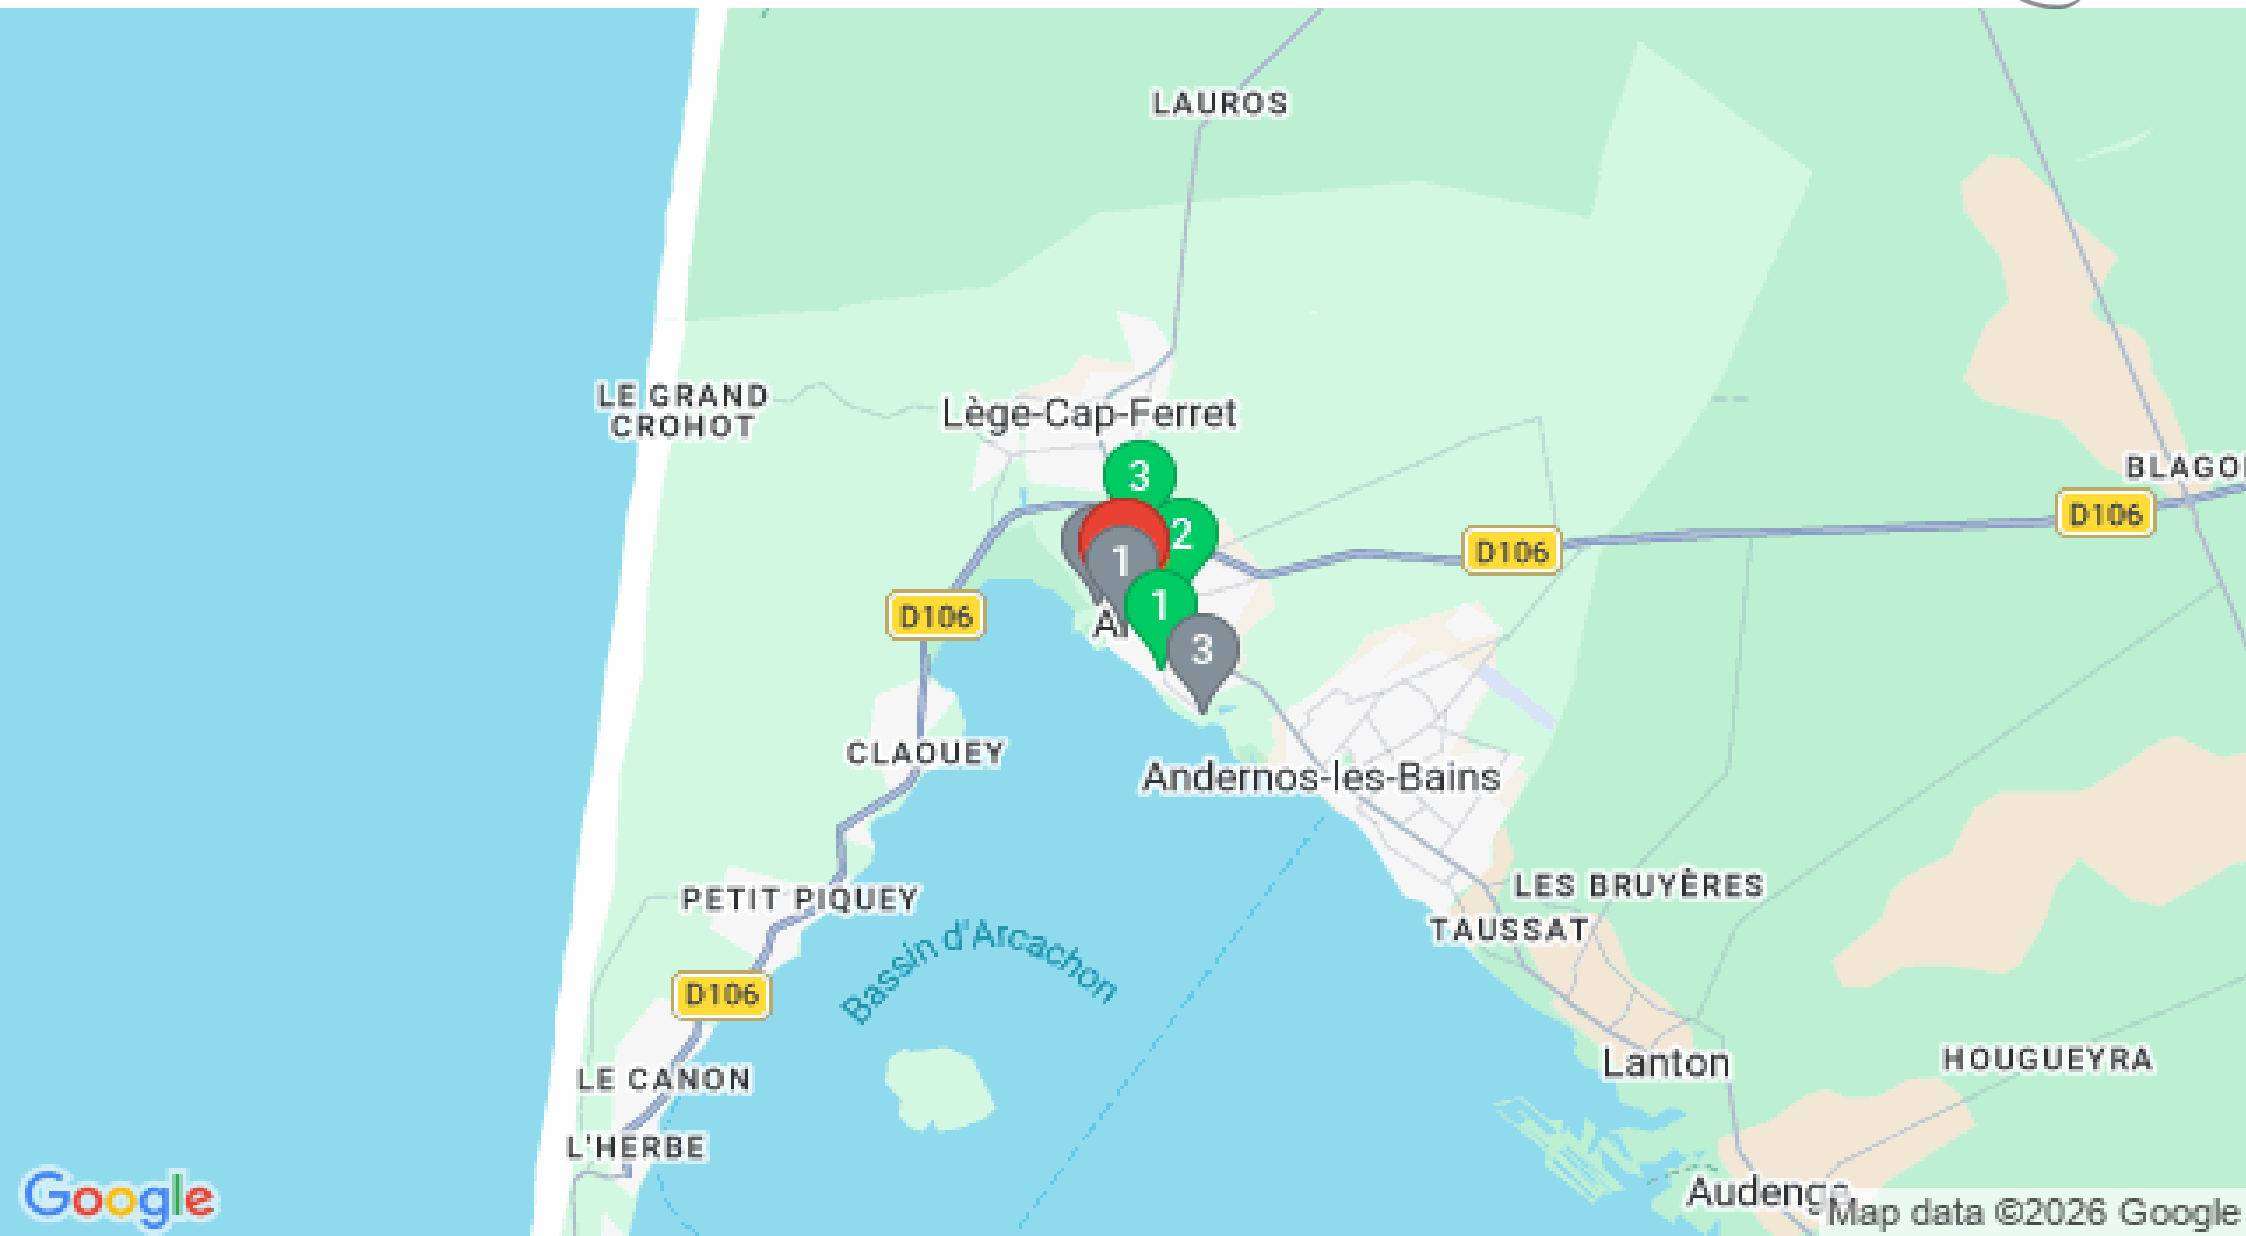 LAUROS
LE GRAND
CROHOT
Lège-Cap-Ferret
3
BLAGO
D106
2
D106
1
D106
1
3
CLAOUEY
Andernos-les-Bains
LES BRUYÈRES
PETIT PIQUEY
TAUSSAT
Bassin d'Arcachon
D106
Lanton
HOUGUEYRA
LE CANON
L'HERBE
Audenge
Google
Map data ©2026 Google